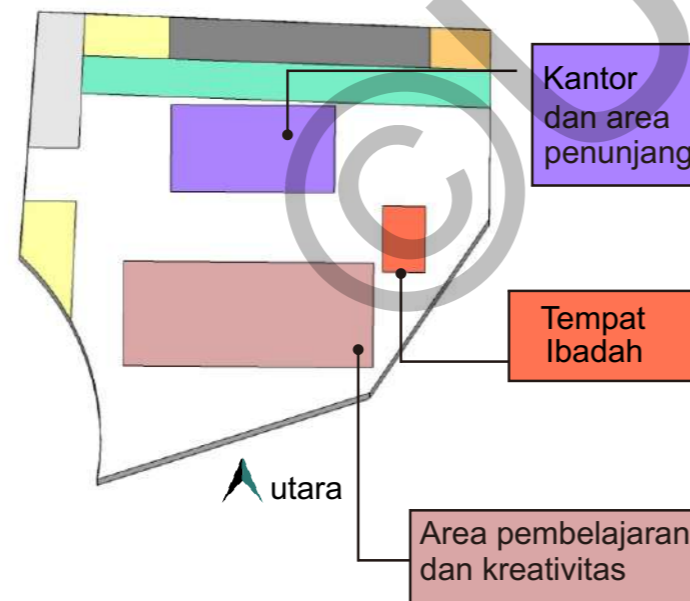 Kantor
dan area
penunjang
Tempat
Ibadah
utara
Area pembelajaran
dan kreativitas